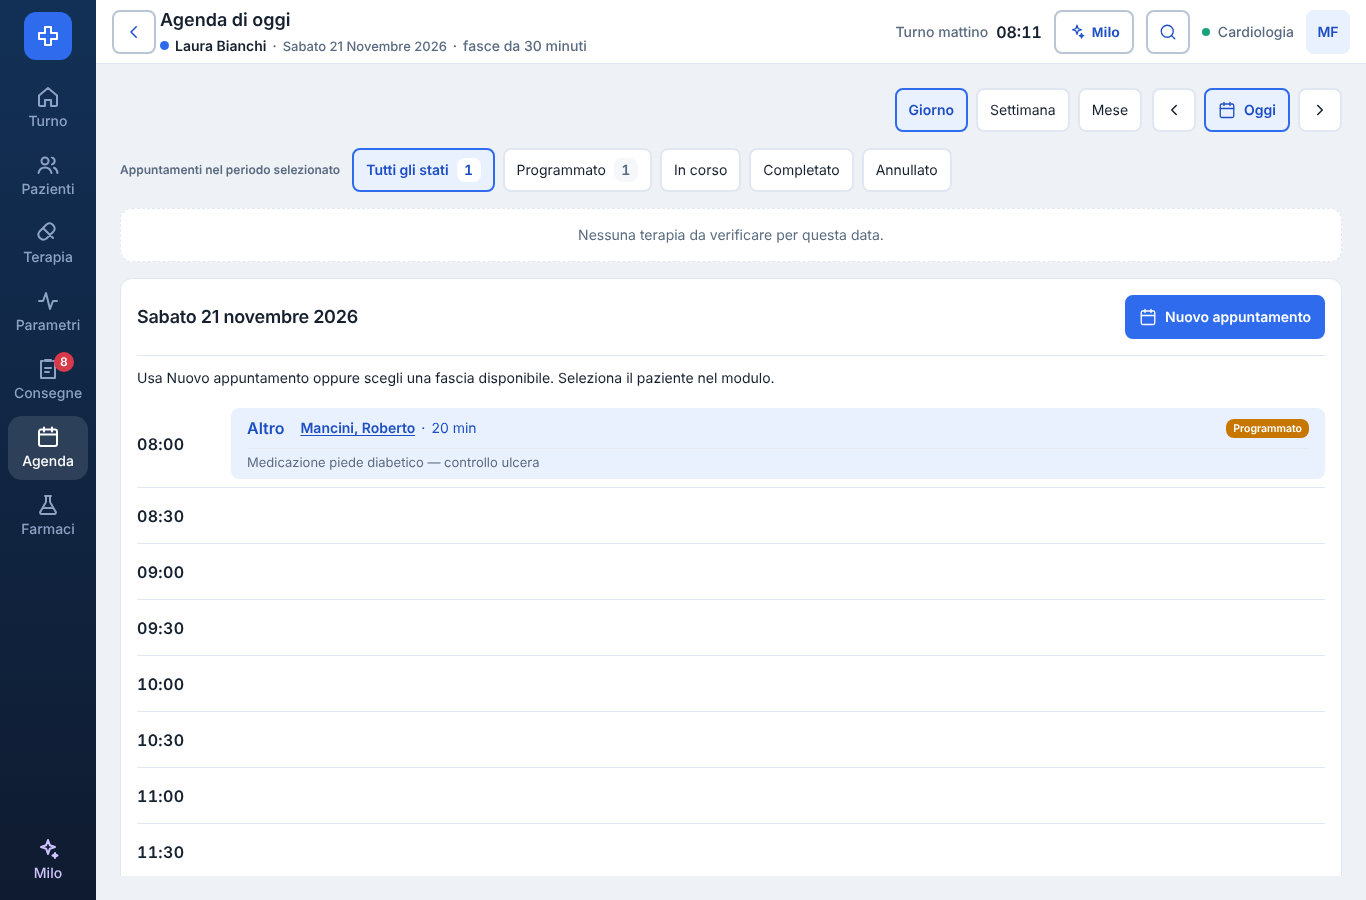 Agenda di oggi
Laura Bianchi · Sabato 21 Novembre 2026 · fasce da 30 minuti
Turno mattino 08:11
Milo
Cardiologia
MF
Turno
Pazienti
Terapia
Parametri
8
Consegne
Agenda
Farmaci
Milo
Giorno
Settimana
Mese
Oggi
Appuntamenti nel periodo selezionato
Tutti gli stati 1
Programmato 1
In corso
Completato
Annullato
Nessuna terapia da verificare per questa data.
Sabato 21 novembre 2026
Nuovo appuntamento
Usa Nuovo appuntamento oppure scegli una fascia disponibile. Seleziona il paziente nel modulo.
08:00
Altro Mancini, Roberto · 20 min
Programmato
Medicazione piede diabetico — controllo ulcera
08:30
09:00
09:30
10:00
10:30
11:00
11:30